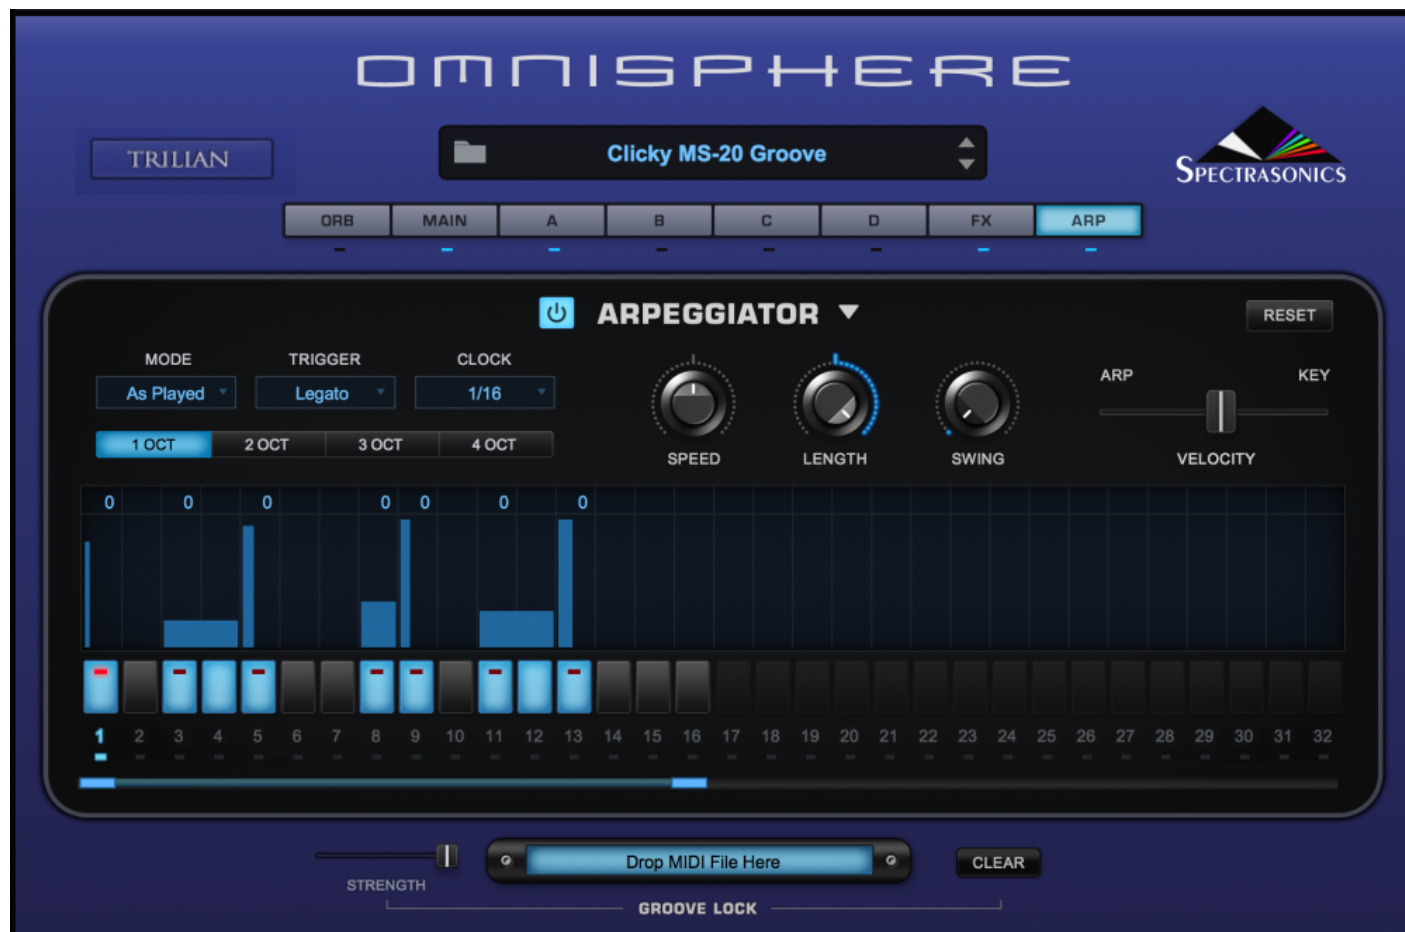 OMNISPHERE
TRILIAN
Clicky MS-20 Groove
SPECTRASONICS
ORB MAIN A B C D FX ARP
ARPEGGIATOR
RESET
MODE TRIGGER CLOCK
As Played Legato 1/16
ARP KEY
1 OCT 2 OCT 3 OCT 4 OCT
SPEED LENGTH SWING VELOCITY
0 0 0 0 0 0 0
1 2 3 4 5 6 7 8 9 10 11 12 13 14 15 16 17 18 19 20 21 22 23 24 25 26 27 28 29 30 31 32
Drop MIDI File Here
CLEAR
STRENGTH
GROOVE LOCK